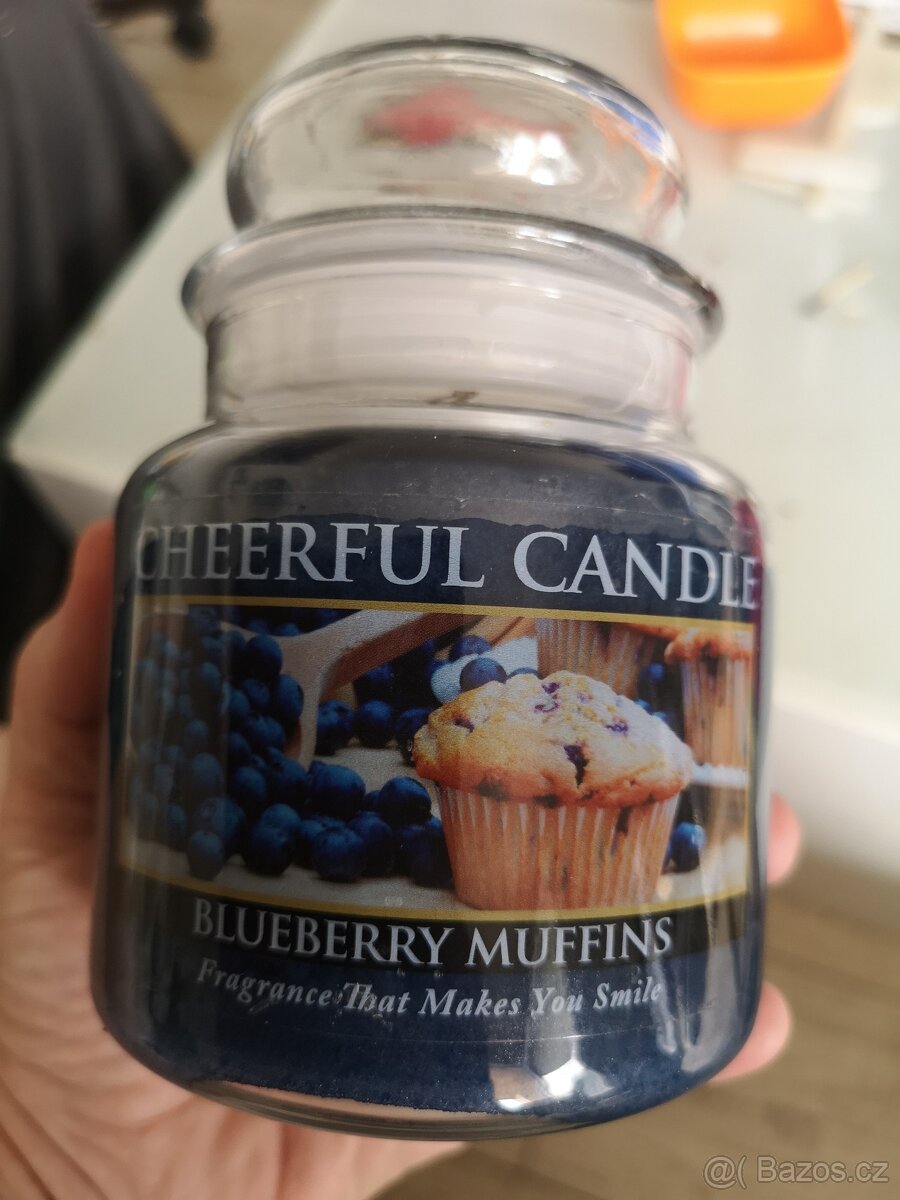 CHEERFUL CANDLE
BLUEBERRY MUFFINS
Fragrance That Makes You Smile
@( Bazos.cz